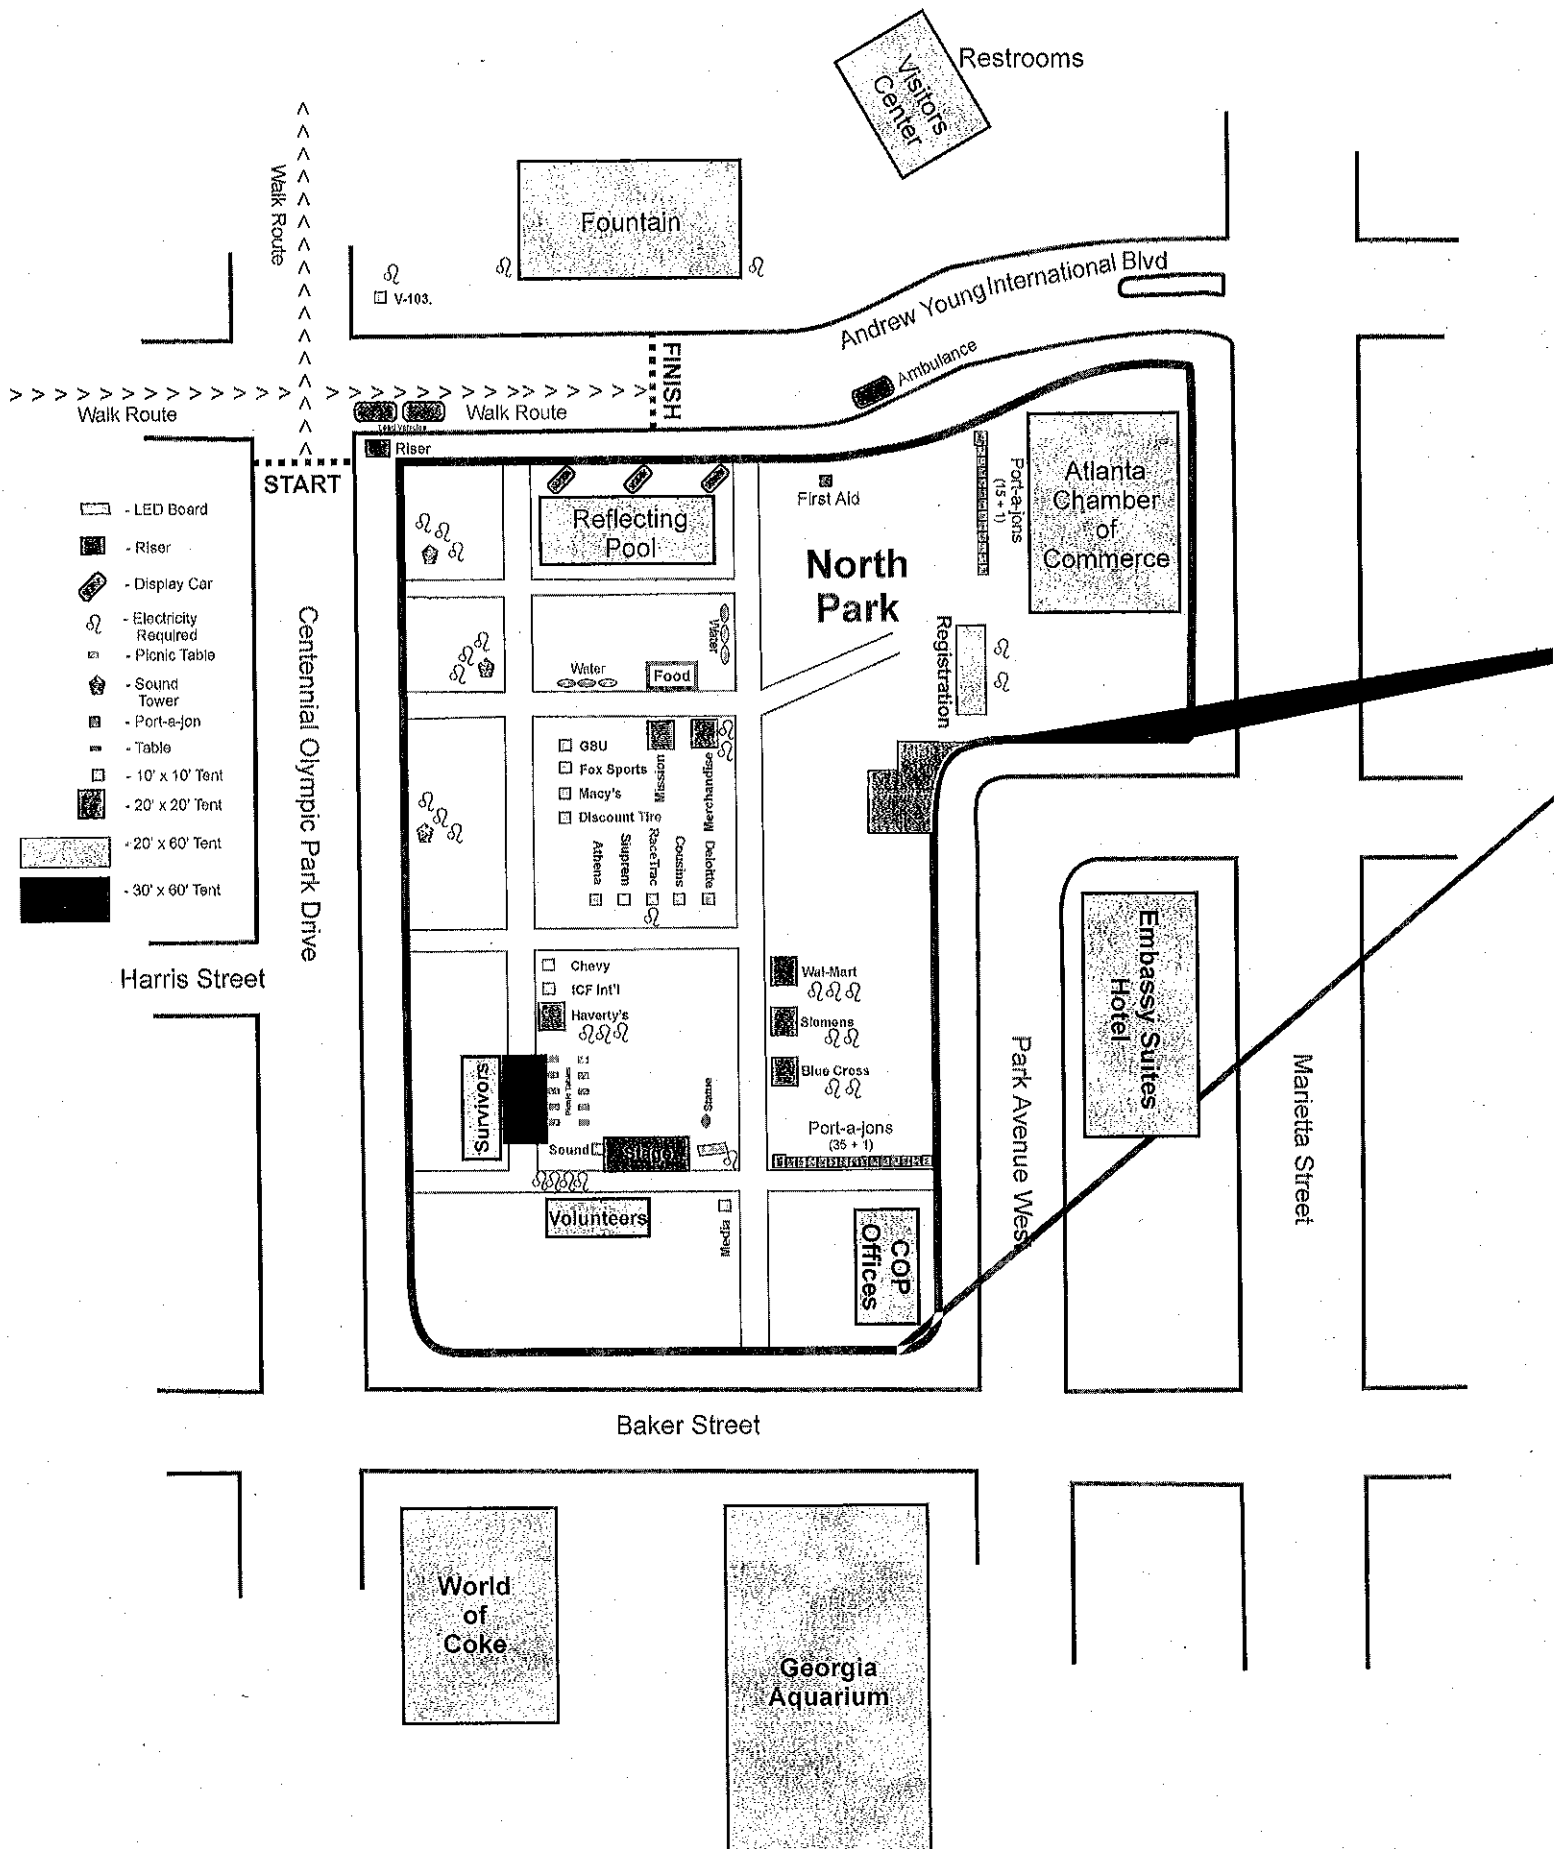 Restrooms
Visitors
Center
Walk Route
Fountain
V-103.
Andrew Young International Blvd
Ambulance
FINISH
Walk Route
Walk Route
Riser
START
First Aid
Port-a-jons
(15 + 1)
Atlanta
Chamber
of
Commerce
Reflecting
Pool
North
Park
- LED Board
- Riser
- Display Car
- Electricity
Required
- Picnic Table
- Sound
Tower
- Port-a-jon
- Table
- 10' x 10' Tent
- 20' x 20' Tent
- 20' x 60' Tent
- 30' x 60' Tent
Centennial Olympic Park Drive
Water
Water
Food
Registration
GSU
Fox Sports
Macy's
Discount Tire
Mission
Merchandise
Athena
Siuprem
RaceTrac
Cousins
Deloitte
Harris Street
Chevy
ICF Int'l
Haverty's
Wal-Mart
Siemens
Blue Cross
Survivors
Picnic Tables
Statue
Sound
Stage
Port-a-jons
(35 + 1)
Embassy Suites
Hotel
Park Avenue West
Marietta Street
Volunteers
Media
COP
Offices
Baker Street
World
of
Coke
Georgia
Aquarium